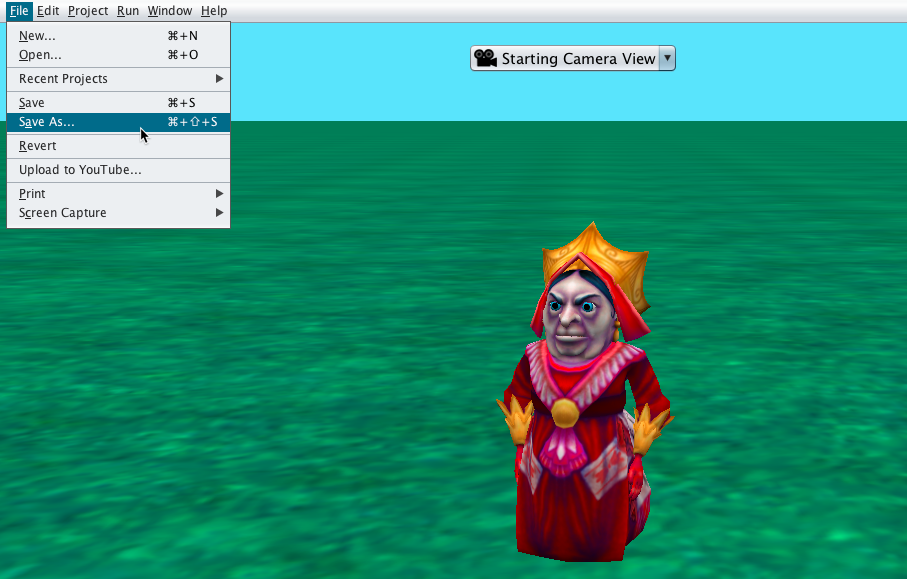 File Edit Project Run Window Help
New... ⌘+N
Open... ⌘+O
Recent Projects
Save ⌘+S
Save As... ⌘+⇧+S
Revert
Upload to YouTube...
Print
Screen Capture
Starting Camera View